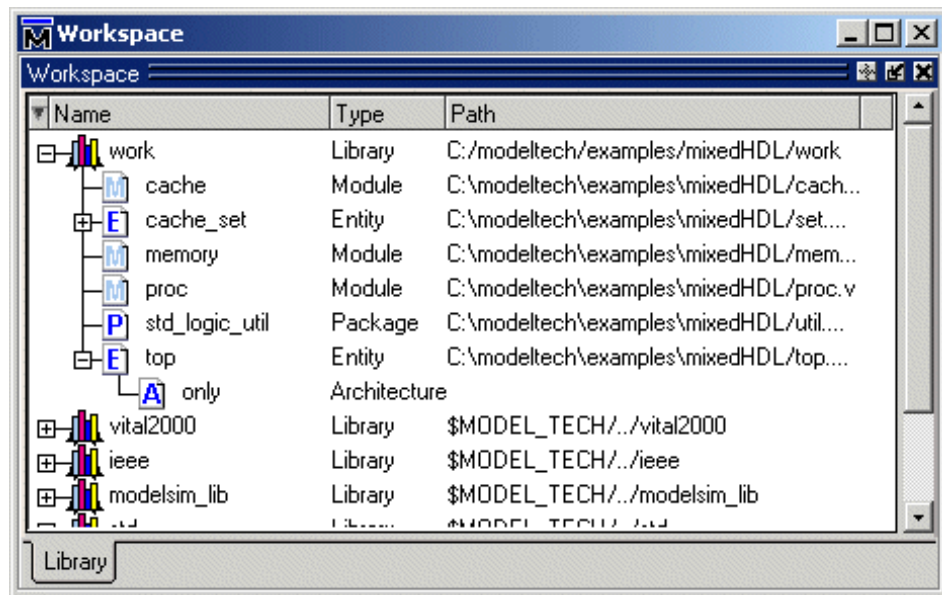 Workspace
Workspace
Name Type Path
work Library C:/modeltech/examples/mixedHDL/work
M cache Module C:\modeltech\examples\mixedHDL/cach...
E cache_set Entity C:\modeltech\examples\mixedHDL/set....
M memory Module C:\modeltech\examples\mixedHDL/mem...
M proc Module C:\modeltech\examples\mixedHDL/proc.v
P std_logic_util Package C:\modeltech\examples\mixedHDL/util....
E top Entity C:\modeltech\examples\mixedHDL/top....
A only Architecture
vital2000 Library $MODEL_TECH/../vital2000
ieee Library $MODEL_TECH/../ieee
modelsim_lib Library $MODEL_TECH/../modelsim_lib
Library